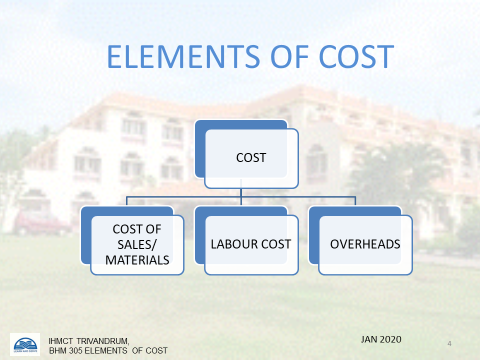 ELEMENTS OF COST
COST
COST OF
SALES/
MATERIALS
LABOUR COST
OVERHEADS
IHMCT TRIVANDRUM,
BHM 305 ELEMENTS OF COST
JAN 2020
4